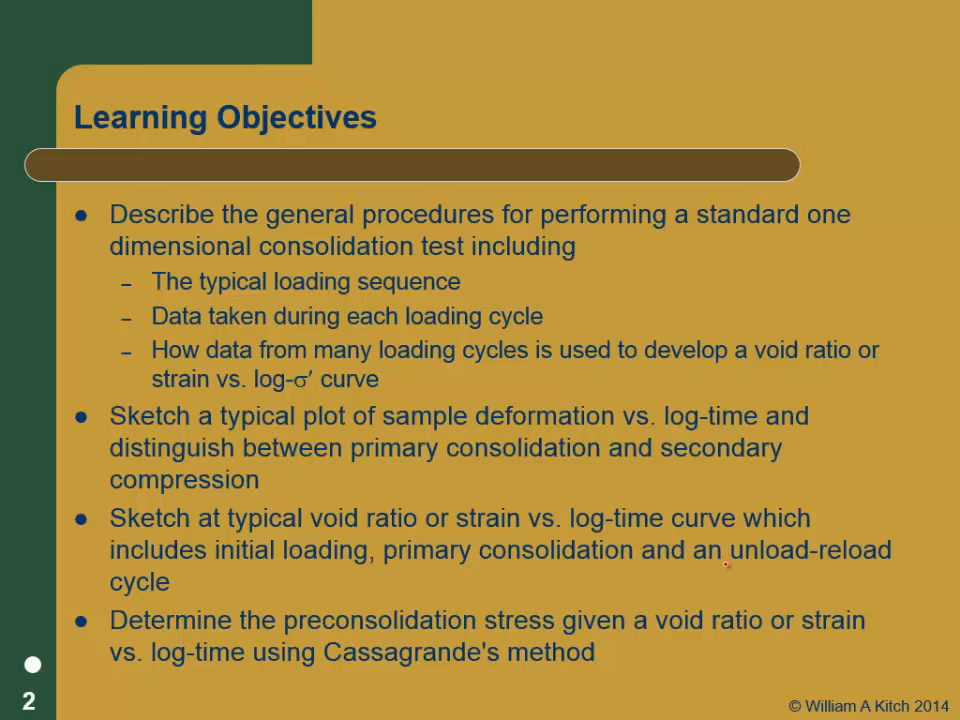 Learning Objectives
● Describe the general procedures for performing a standard one
dimensional consolidation test including
– The typical loading sequence
– Data taken during each loading cycle
– How data from many loading cycles is used to develop a void ratio or
strain vs. log-σ′ curve
● Sketch a typical plot of sample deformation vs. log-time and
distinguish between primary consolidation and secondary
compression
● Sketch at typical void ratio or strain vs. log-time curve which
includes initial loading, primary consolidation and an unload-reload
cycle
● Determine the preconsolidation stress given a void ratio or strain
vs. log-time using Cassagrande's method
2
© William A Kitch 2014